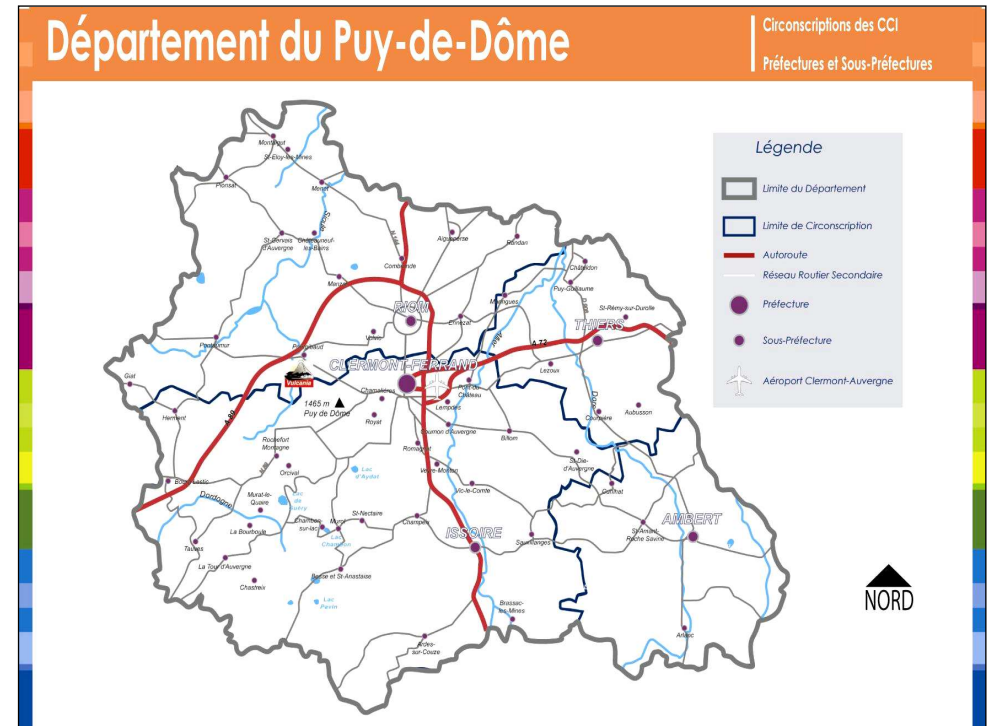 Département du Puy-de-Dôme
Circonscriptions des CCI
Préfectures et Sous-Préfectures
Légende
Limite du Département
Limite de Circonscription
Autoroute
Réseau Routier Secondaire
Préfecture
Sous-Préfecture
Aéroport Clermont-Auvergne
NORD
Montaigut
St-Eloy-les-Mines
Pionsat
Menat
Sioule
St-Gervais
d'Auvergne
Châteauneuf-
les-Bains
Combronde
Aigueperse
Randan
Châteldon
Puy-Guillaume
Manzat
Maringues
St-Rémy-sur-Durolle
RIOM
Ennezat
THIERS
Volvic
Allier
A 72
Pontaumur
Pontgibaud
CLERMONT-FERRAND
Lezoux
Giat
Vulcania
Chamalières
Pont-du-
Château
Dore
1465 m
Puy de Dôme
Lempdes
Herment
A 89
Royat
Cournon d'Auvergne
Courpière
Aubusson
Rochefort
Montagne
Romagnat
Billom
Orcival
Lac
d'Aydat
Veyre-Monton
St-Die-
d'Auvergne
Bourg-Lastic
Cunlhat
Dordogne
Murat-le-
Quaire
Vic-le-Comte
St-Nectaire
Champeix
AMBERT
La Bourboule
Chambon
sur-lac
Murol
Lac
Chambon
ISSOIRE
Sauxillanges
St-Amant-
Roche Savine
Tauves
La Tour d'Auvergne
Besse et St-Anastaise
Chastreix
Lac
Pavin
Brassac-
les-Mines
Ardes-
sur-Couze
Arlanc